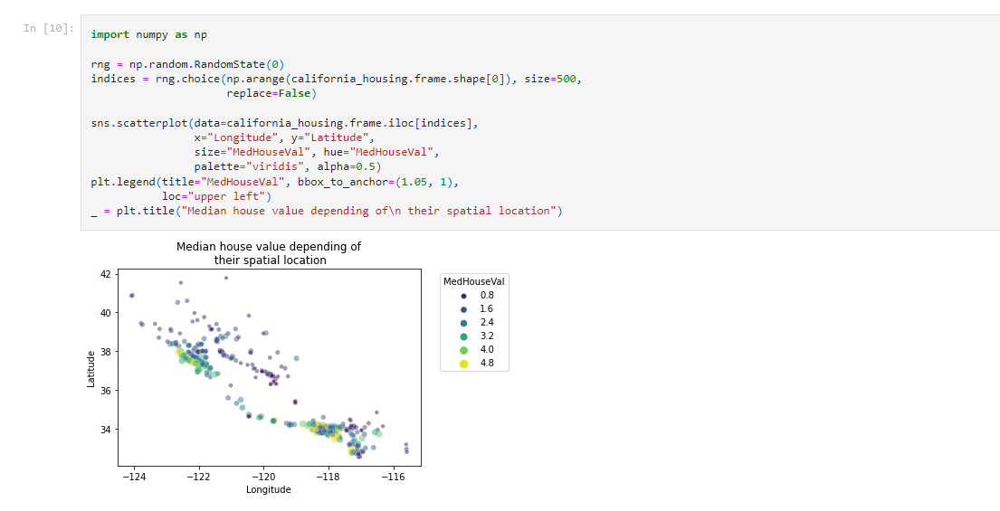 In [10]:
import numpy as np
rng = np.random.RandomState(0)
indices = rng.choice(np.arange(california_housing.frame.shape[0]), size=500,
                     replace=False)
sns.scatterplot(data=california_housing.frame.iloc[indices],
                x="Longitude", y="Latitude",
                size="MedHouseVal", hue="MedHouseVal",
                palette="viridis", alpha=0.5)
plt.legend(title="MedHouseVal", bbox_to_anchor=(1.05, 1),
           loc="upper left")
_ = plt.title("Median house value depending of\n their spatial location")
Median house value depending of
their spatial location
42
40
38
36
34
Latitude
−124 −122 −120 −118 −116
Longitude
MedHouseVal
0.8
1.6
2.4
3.2
4.0
4.8